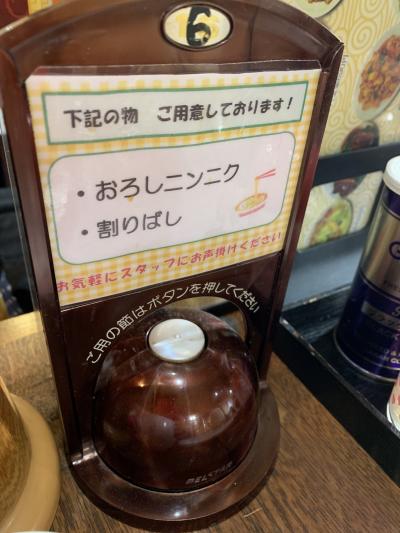 6
下記の物 ご用意しております！
・おろしニンニク
・割りばし
お気軽にスタッフにお声掛けください
ご用の節はボタンを押してください
MELSTAR